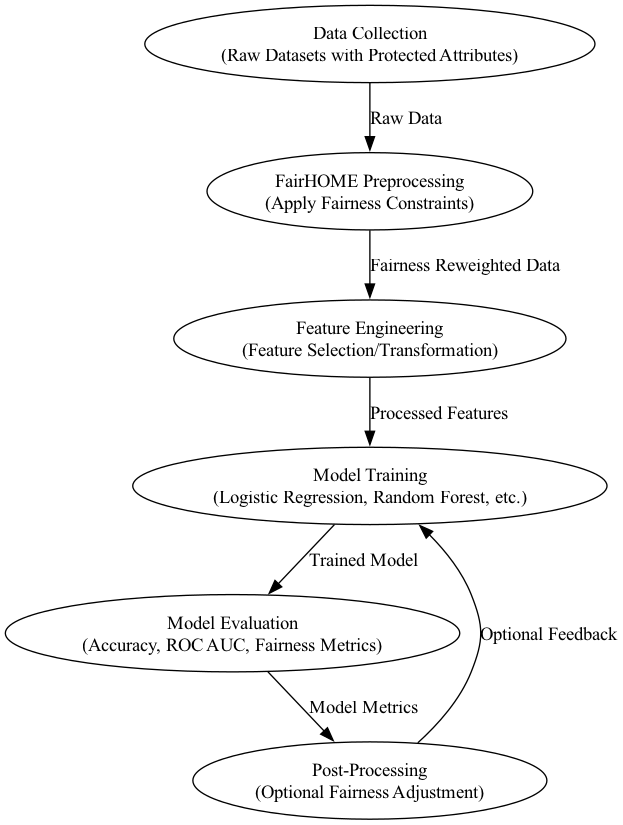 Data Collection
(Raw Datasets with Protected Attributes)
Raw Data
FairHOME Preprocessing
(Apply Fairness Constraints)
Fairness Reweighted Data
Feature Engineering
(Feature Selection/Transformation)
Processed Features
Model Training
(Logistic Regression, Random Forest, etc.)
Trained Model
Model Evaluation
(Accuracy, ROC AUC, Fairness Metrics)
Optional Feedback
Model Metrics
Post-Processing
(Optional Fairness Adjustment)